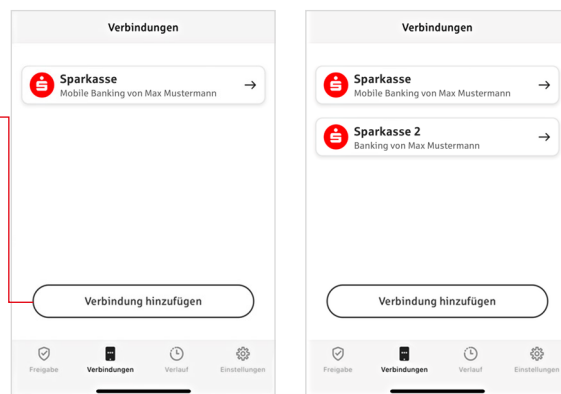 Verbindungen
Sparkasse
Mobile Banking von Max Mustermann
Verbindung hinzufügen
Freigabe
Verbindungen
Verlauf
Einstellungen
Verbindungen
Sparkasse
Mobile Banking von Max Mustermann
Sparkasse 2
Banking von Max Mustermann
Verbindung hinzufügen
Freigabe
Verbindungen
Verlauf
Einstellungen